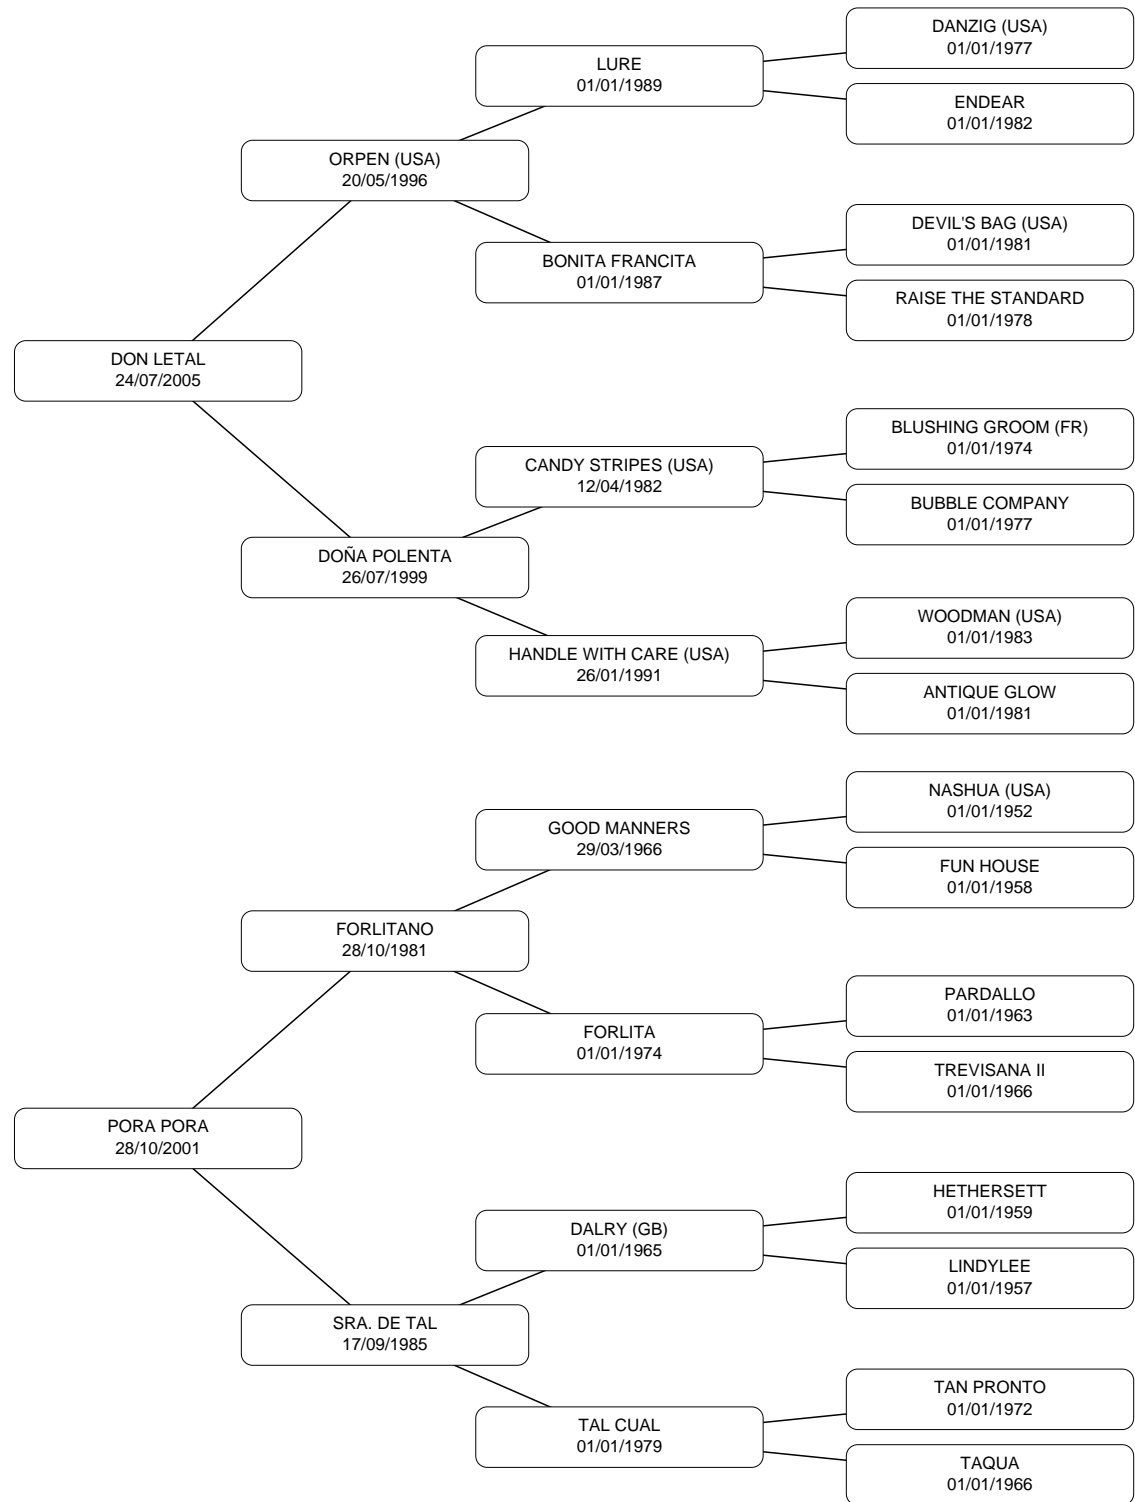 DANZIG (USA)
01/01/1977
LURE
01/01/1989
ENDEAR
01/01/1982
ORPEN (USA)
20/05/1996
DEVIL'S BAG (USA)
01/01/1981
BONITA FRANCITA
01/01/1987
RAISE THE STANDARD
01/01/1978
DON LETAL
24/07/2005
BLUSHING GROOM (FR)
01/01/1974
CANDY STRIPES (USA)
12/04/1982
BUBBLE COMPANY
01/01/1977
DOÑA POLENTA
26/07/1999
WOODMAN (USA)
01/01/1983
HANDLE WITH CARE (USA)
26/01/1991
ANTIQUE GLOW
01/01/1981
NASHUA (USA)
01/01/1952
GOOD MANNERS
29/03/1966
FUN HOUSE
01/01/1958
FORLITANO
28/10/1981
PARDALLO
01/01/1963
FORLITA
01/01/1974
TREVISANA II
01/01/1966
PORA PORA
28/10/2001
HETHERSETT
01/01/1959
DALRY (GB)
01/01/1965
LINDYLEE
01/01/1957
SRA. DE TAL
17/09/1985
TAN PRONTO
01/01/1972
TAL CUAL
01/01/1979
TAQUA
01/01/1966